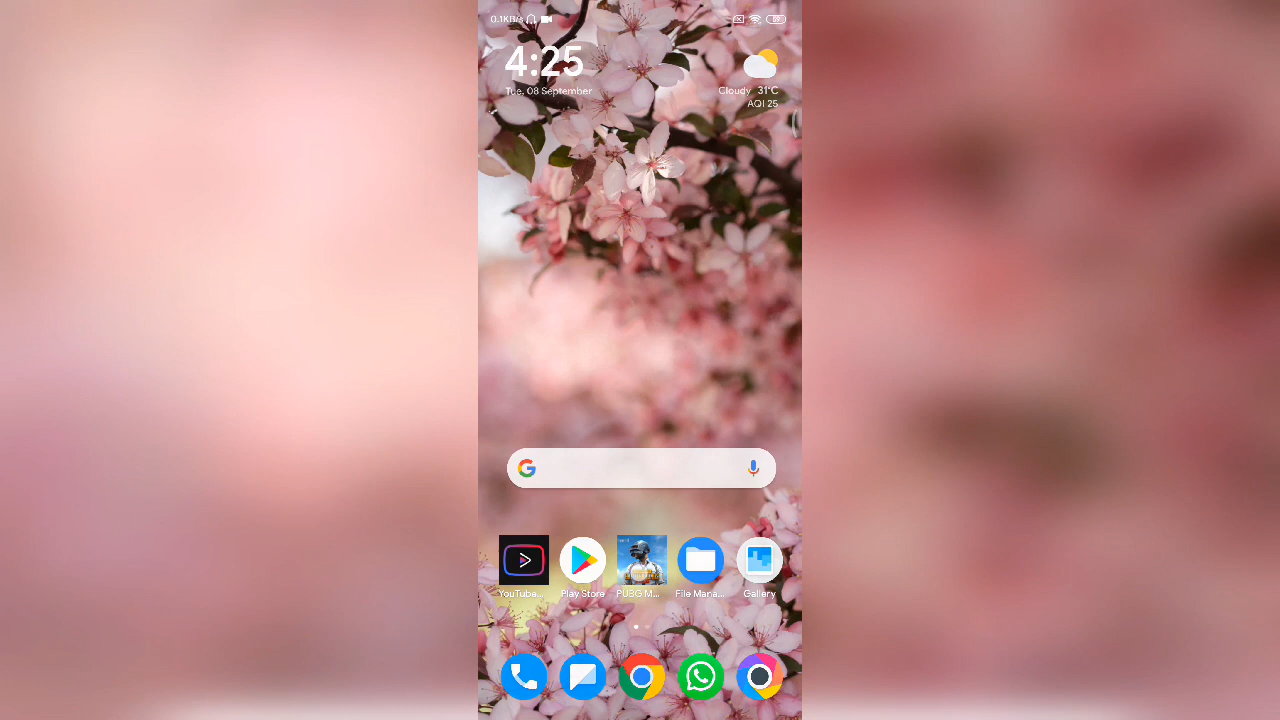 0.1KB/s
4:25
Tue, 08 September
Cloudy 31°C
AQI 25
YouTube...
Play Store
PUBG M...
File Mana...
Gallery